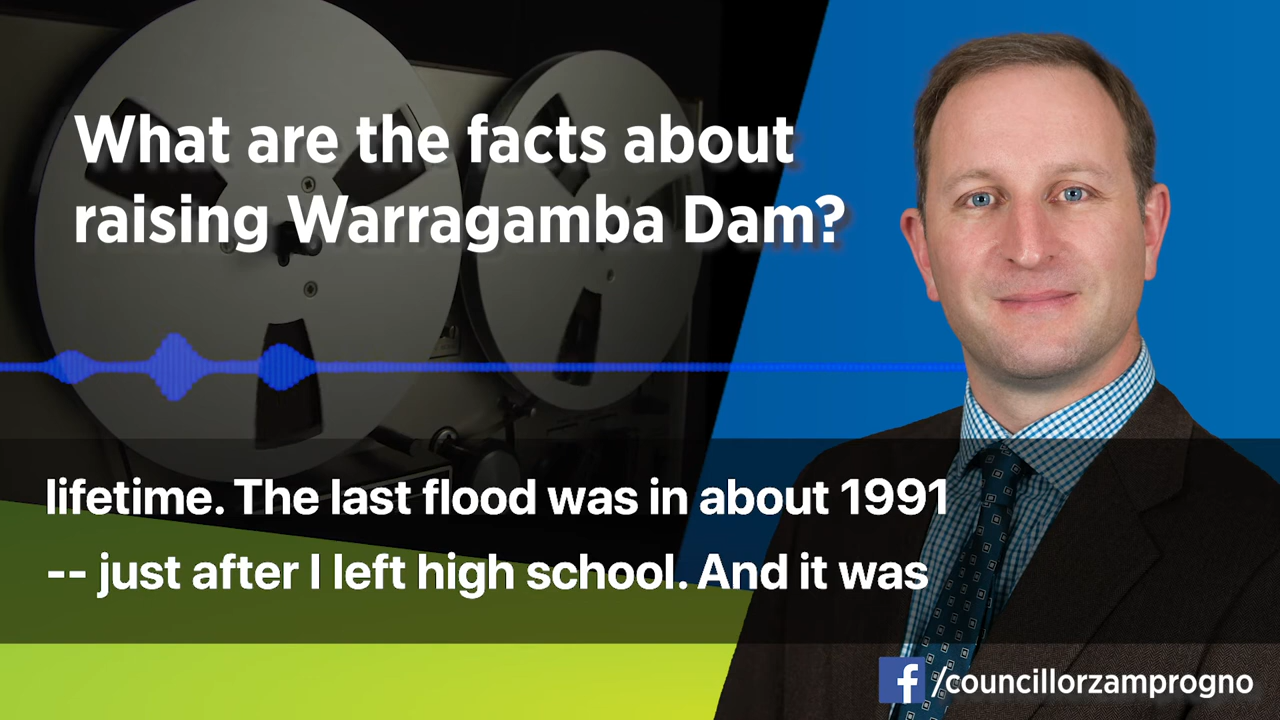 What are the facts about
raising Warragamba Dam?
lifetime. The last flood was in about 1991
-- just after I left high school. And it was
f /councillorzamprogno